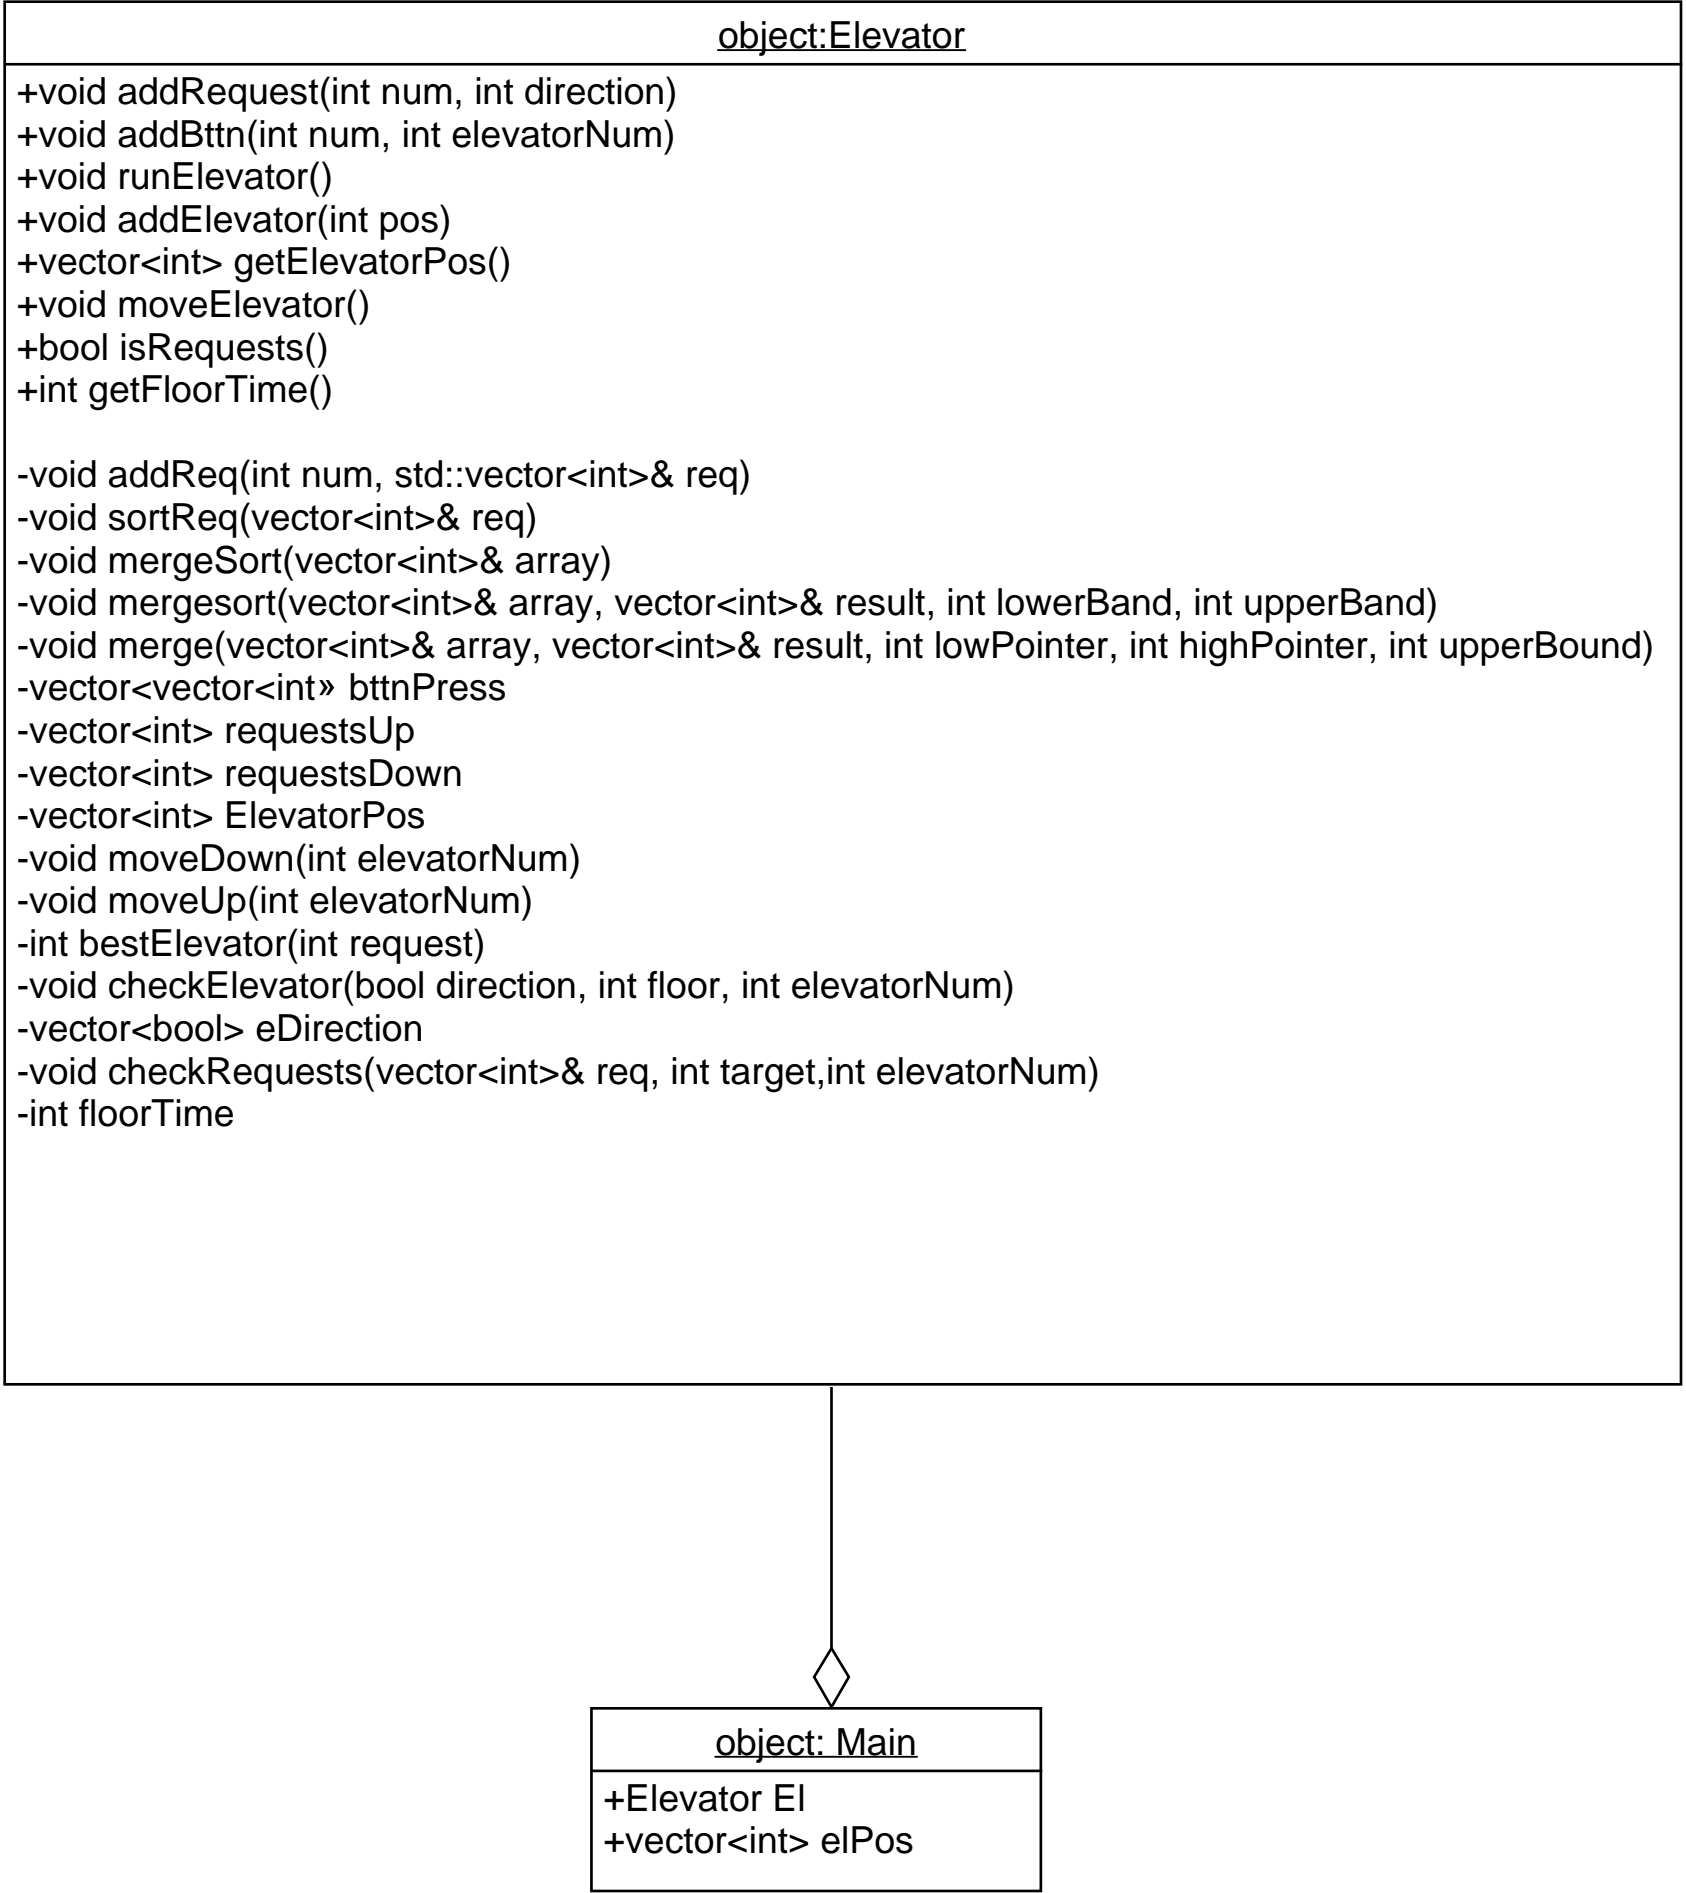 object:Elevator
+void addRequest(int num, int direction)
+void addBttn(int num, int elevatorNum)
+void runElevator()
+void addElevator(int pos)
+vector<int> getElevatorPos()
+void moveElevator()
+bool isRequests()
+int getFloorTime()
-void addReq(int num, std::vector<int>& req)
-void sortReq(vector<int>& req)
-void mergeSort(vector<int>& array)
-void mergesort(vector<int>& array, vector<int>& result, int lowerBand, int upperBand)
-void merge(vector<int>& array, vector<int>& result, int lowPointer, int highPointer, int upperBound)
-vector<vector<int» bttnPress
-vector<int> requestsUp
-vector<int> requestsDown
-vector<int> ElevatorPos
-void moveDown(int elevatorNum)
-void moveUp(int elevatorNum)
-int bestElevator(int request)
-void checkElevator(bool direction, int floor, int elevatorNum)
-vector<bool> eDirection
-void checkRequests(vector<int>& req, int target,int elevatorNum)
-int floorTime
object: Main
+Elevator El
+vector<int> elPos